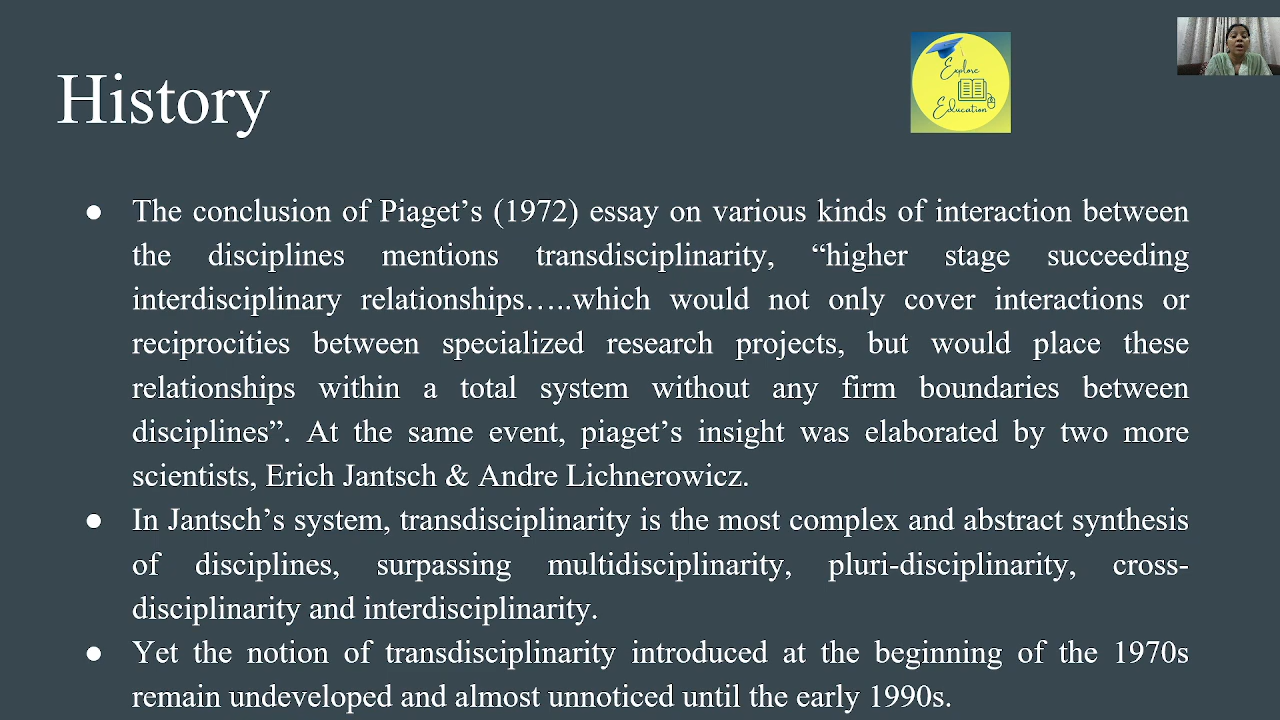 History
Explore
Education
● The conclusion of Piaget’s (1972) essay on various kinds of interaction between
the disciplines mentions transdisciplinarity, “higher stage succeeding
interdisciplinary relationships…..which would not only cover interactions or
reciprocities between specialized research projects, but would place these
relationships within a total system without any firm boundaries between
disciplines”. At the same event, piaget’s insight was elaborated by two more
scientists, Erich Jantsch & Andre Lichnerowicz.
● In Jantsch’s system, transdisciplinarity is the most complex and abstract synthesis
of disciplines, surpassing multidisciplinarity, pluri-disciplinarity, cross-
disciplinarity and interdisciplinarity.
● Yet the notion of transdisciplinarity introduced at the beginning of the 1970s
remain undeveloped and almost unnoticed until the early 1990s.